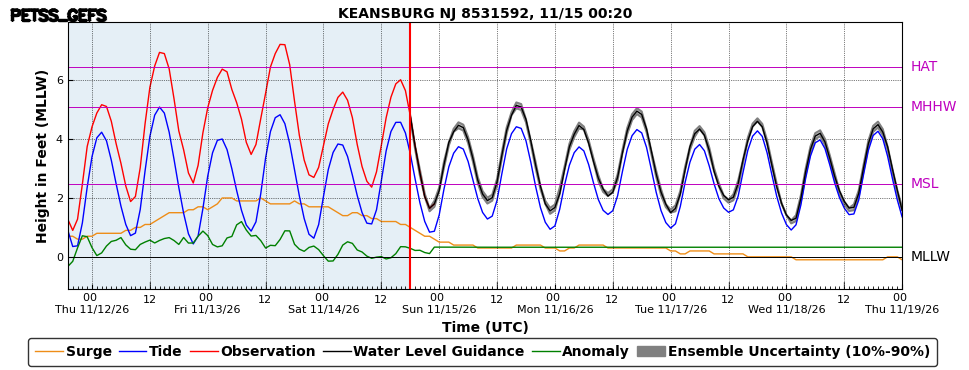 PETSS_GEFS
KEANSBURG NJ 8531592, 11/15 00:20
Height in Feet (MLLW)
6
4
2
0
HAT
MHHW
MSL
MLLW
00 12 00 12 00 12 00 12 00 12 00 12 00 12 00
Thu 11/12/26 Fri 11/13/26 Sat 11/14/26 Sun 11/15/26 Mon 11/16/26 Tue 11/17/26 Wed 11/18/26 Thu 11/19/26
Time (UTC)
Surge Tide Observation Water Level Guidance Anomaly Ensemble Uncertainty (10%-90%)